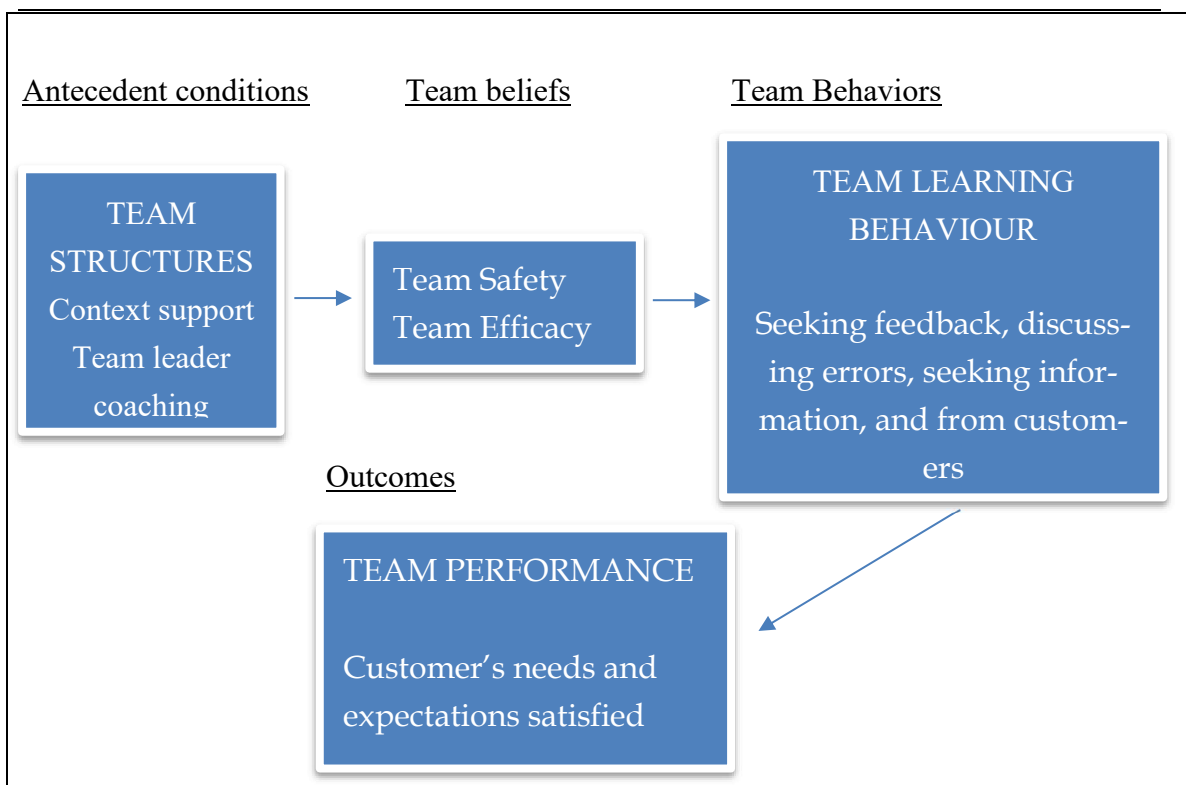 Antecedent conditions
Team beliefs
Team Behaviors
TEAM
STRUCTURES
Context support
Team leader
coaching
Team Safety
Team Efficacy
TEAM LEARNING
BEHAVIOUR
Seeking feedback, discuss-
ing errors, seeking infor-
mation, and from custom-
ers
Outcomes
TEAM PERFORMANCE
Customer’s needs and
expectations satisfied